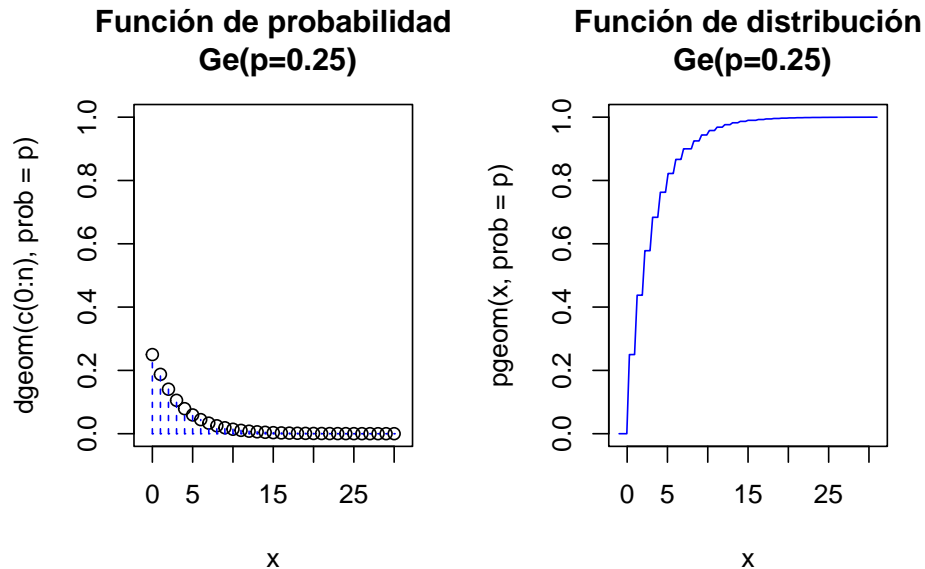 Función de probabilidad
Ge(p=0.25)
dgeom(c(0:n), prob = p)
1.0
0.8
0.6
0.4
0.2
0.0
0 5 15 25
x
Función de distribución
Ge(p=0.25)
pgeom(x, prob = p)
1.0
0.8
0.6
0.4
0.2
0.0
0 5 15 25
x